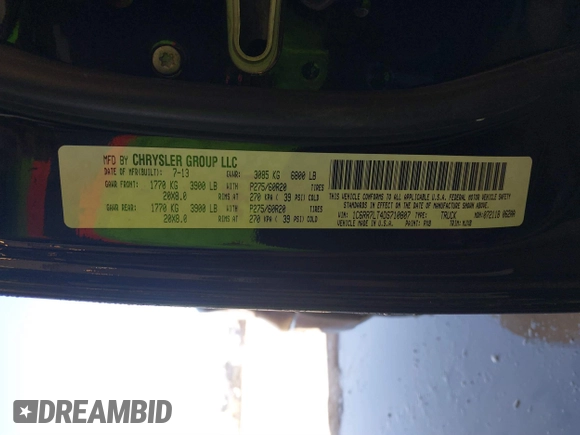 MFD BY CHRYSLER GROUP LLC
DATE OF MFR(BUILT): 7-13 GVWR: 3085 KG 6800 LB
GAWR FRONT: 1770 KG 3900 LB WITH P275/60R20 TIRES
20X8.0 RIMS AT 270 KPA ( 39 PSI) COLD
GAWR REAR: 1770 KG 3900 LB WITH P275/60R20 TIRES
20X8.0 RIMS AT 270 KPA ( 39 PSI) COLD
THIS VEHICLE CONFORMS TO ALL APPLICABLE U.S.A. FEDERAL MOTOR VEHICLE SAFETY
STANDARDS IN EFFECT ON THE DATE OF MANUFACTURE SHOWN ABOVE.
VIN: TYPE: TRUCK MDH:
VEHICLE MADE IN U.S.A. PAINT: TRIM:
DREAMBID